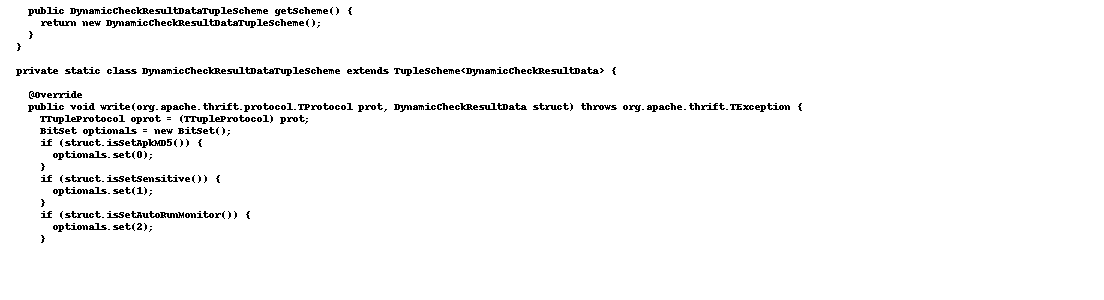 public DynamicCheckResultDataTupleScheme getScheme() {
return new DynamicCheckResultDataTupleScheme();
}
}
private static class DynamicCheckResultDataTupleScheme extends TupleScheme<DynamicCheckResultData> {
@Override
public void write(org.apache.thrift.protocol.TProtocol prot, DynamicCheckResultData struct) throws org.apache.thrift.TException {
TTupleProtocol oprot = (TTupleProtocol) prot;
BitSet optionals = new BitSet();
if (struct.isSetApkMD5()) {
optionals.set(0);
}
if (struct.isSetSensitive()) {
optionals.set(1);
}
if (struct.isSetAutoRunMonitor()) {
optionals.set(2);
}